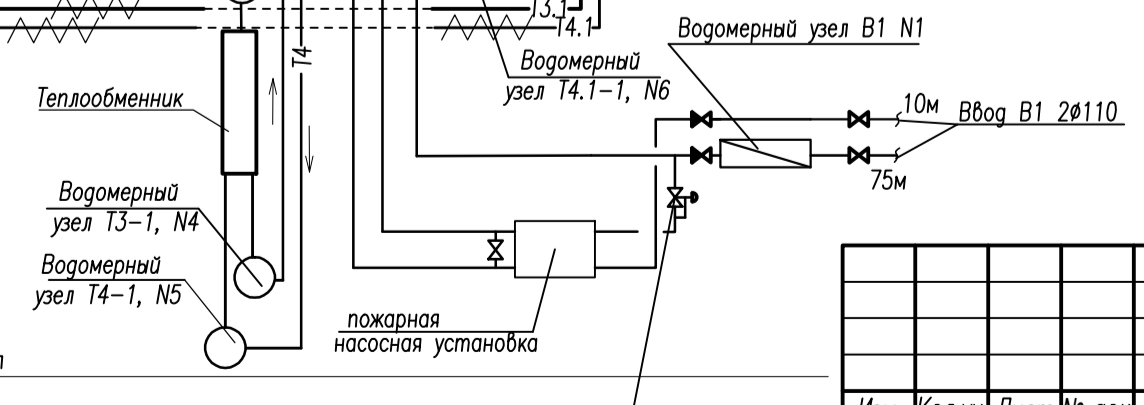 Т3.1
Т4.1
Водомерный узел В1 N1
Т4
Водомерный
узел Т4.1-1, N6
Теплообменник
10м
Ввод В1 2ø110
75м
Водомерный
узел Т3-1, N4
Водомерный
узел Т4-1, N5
пожарная
насосная установка